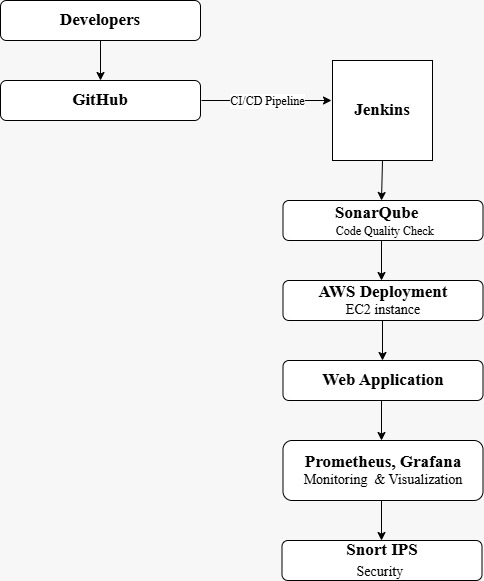 Developers
GitHub
CI/CD Pipeline
Jenkins
SonarQube
Code Quality Check
AWS Deployment
EC2 instance
Web Application
Prometheus, Grafana
Monitoring & Visualization
Snort IPS
Security